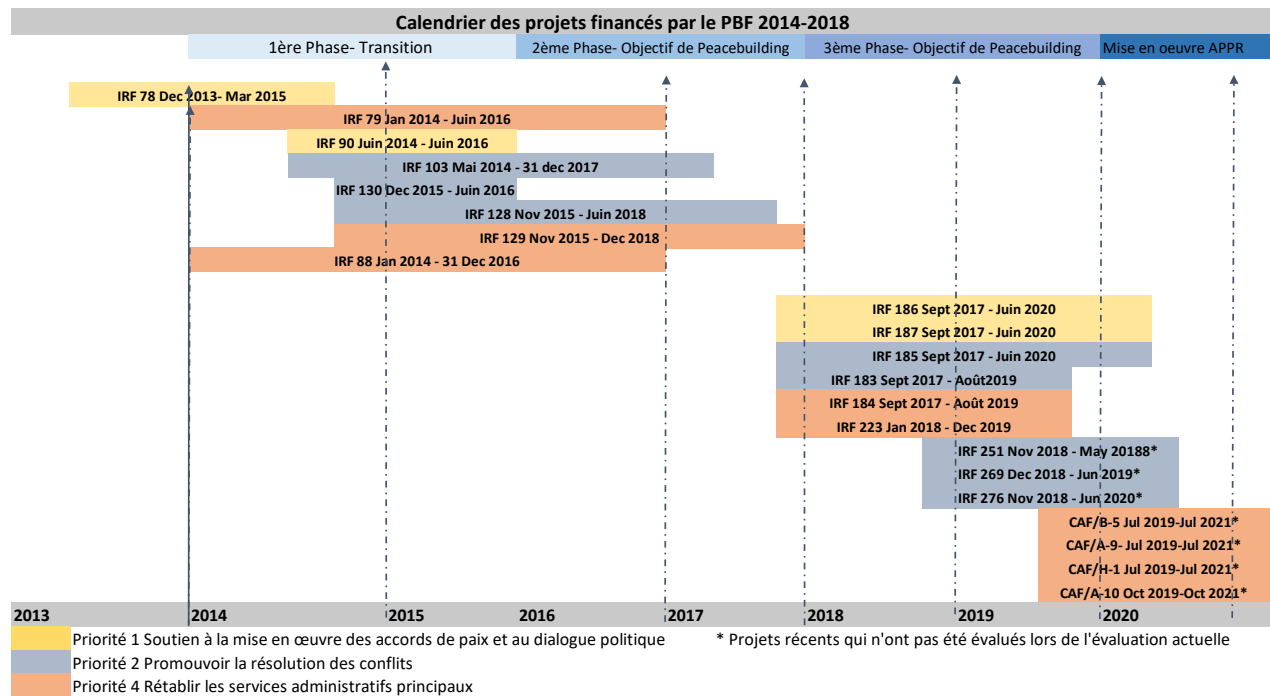 Calendrier des projets financés par le PBF 2014-2018
1ère Phase- Transition
2ème Phase- Objectif de Peacebuilding
3ème Phase- Objectif de Peacebuilding
Mise en oeuvre APPR
IRF 78 Dec 2013- Mar 2015
IRF 79 Jan 2014 - Juin 2016
IRF 90 Juin 2014 - Juin 2016
IRF 103 Mai 2014 - 31 dec 2017
IRF 130 Dec 2015 - Juin 2016
IRF 128 Nov 2015 - Juin 2018
IRF 129 Nov 2015 - Dec 2018
IRF 88 Jan 2014 - 31 Dec 2016
IRF 186 Sept 2017 - Juin 2020
IRF 187 Sept 2017 - Juin 2020
IRF 185 Sept 2017 - Juin 2020
IRF 183 Sept 2017 - Août2019
IRF 184 Sept 2017 - Août 2019
IRF 223 Jan 2018 - Dec 2019
IRF 251 Nov 2018 - May 20188*
IRF 269 Dec 2018 - Jun 2019*
IRF 276 Nov 2018 - Jun 2020*
CAF/B-5 Jul 2019-Jul 2021*
CAF/A-9- Jul 2019-Jul 2021*
CAF/H-1 Jul 2019-Jul 2021*
CAF/A-10 Oct 2019-Oct 2021*
2013 2014 2015 2016 2017 2018 2019 2020
Priorité 1 Soutien à la mise en œuvre des accords de paix et au dialogue politique
* Projets récents qui n'ont pas été évalués lors de l'évaluation actuelle
Priorité 2 Promouvoir la résolution des conflits
Priorité 4 Rétablir les services administratifs principaux